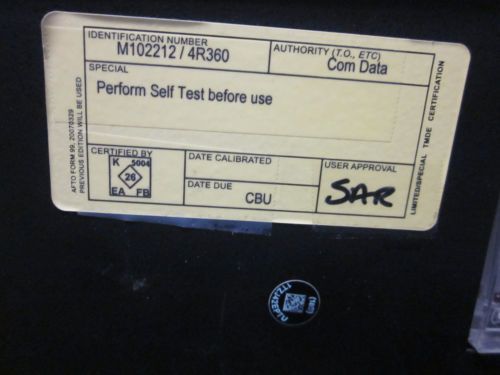 AFTO FORM 99, 20070329
PREVIOUS EDITION WILL BE USED
IDENTIFICATION NUMBER
M102212 / 4R360
AUTHORITY (T.O., ETC)
Com Data
SPECIAL
Perform Self Test before use
CERTIFIED BY
K 5004
26
EA FB
DATE CALIBRATED
DATE DUE
CBU
USER APPROVAL
SAR
LIMITED/SPECIAL TMDE CERTIFICATION